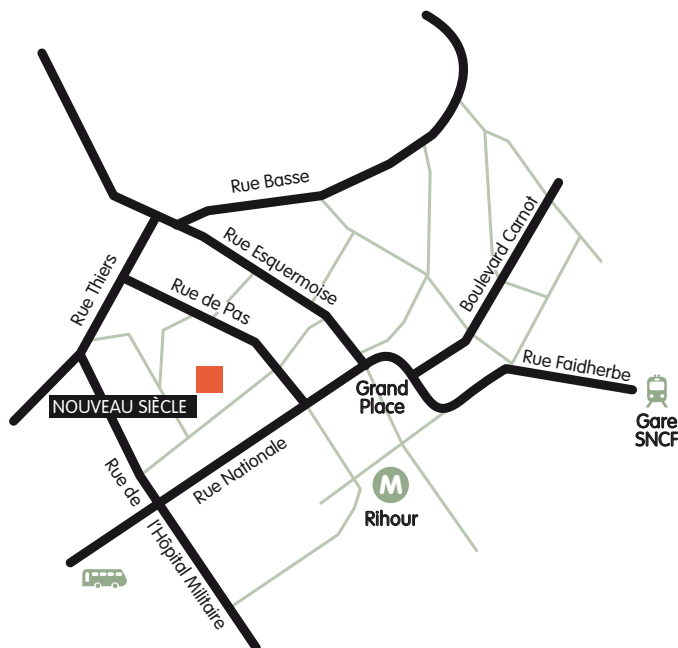 Rue Basse
Boulevard Carnot
Rue Esquermoise
Rue Thiers
Rue de Pas
Rue Faidherbe
Grand
Place
NOUVEAU SIÈCLE
Gare
SNCF
Rue Nationale
Rue de
l'Hôpital Militaire
M
Rihour